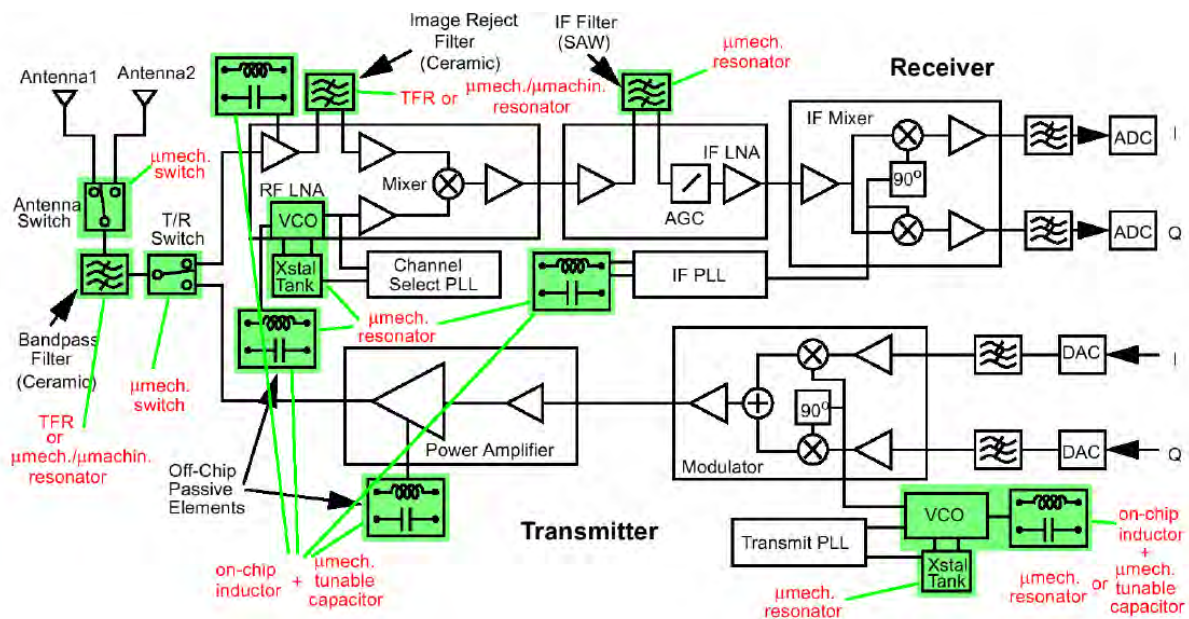 Image Reject
Filter
(Ceramic)
IF Filter
(SAW)
μmech.
resonator
Receiver
Antenna1
Antenna2
TFR or
μmech./μmachin.
resonator
IF Mixer
I
ADC
μmech.
switch
Antenna
Switch
T/R
Switch
RF LNA
Mixer
VCO
IF LNA
AGC
90º
ADC
Q
Xstal
Tank
Channel
Select PLL
IF PLL
Bandpass
Filter
(Ceramic)
μmech.
switch
μmech.
resonator
TFR
or
μmech./μmachin.
resonator
Off-Chip
Passive
Elements
Power Amplifier
Modulator
90º
DAC
I
DAC
Q
Transmitter
on-chip
inductor
+
μmech.
tunable
capacitor
Transmit PLL
VCO
Xstal
Tank
μmech.
resonator
μmech.
resonator
or
on-chip
inductor
+
μmech.
tunable
capacitor